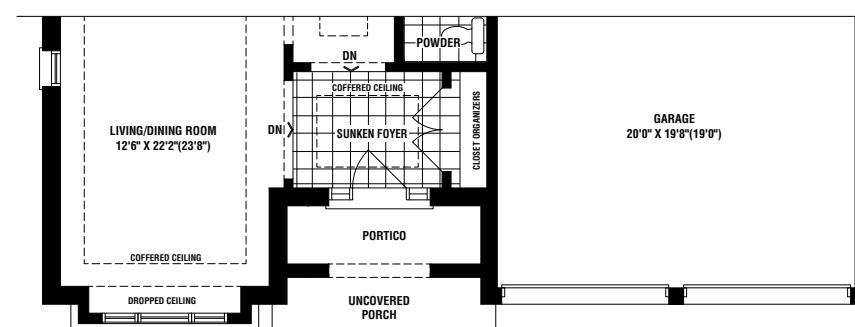 POWDER
DN
COFFERED CEILING
DN
SUNKEN FOYER
CLOSET ORGANIZERS
LIVING/DINING ROOM
12'6" X 22'2"(23'8")
GARAGE
20'0" X 19'8"(19'0")
PORTICO
COFFERED CEILING
DROPPED CEILING
UNCOVERED
PORCH